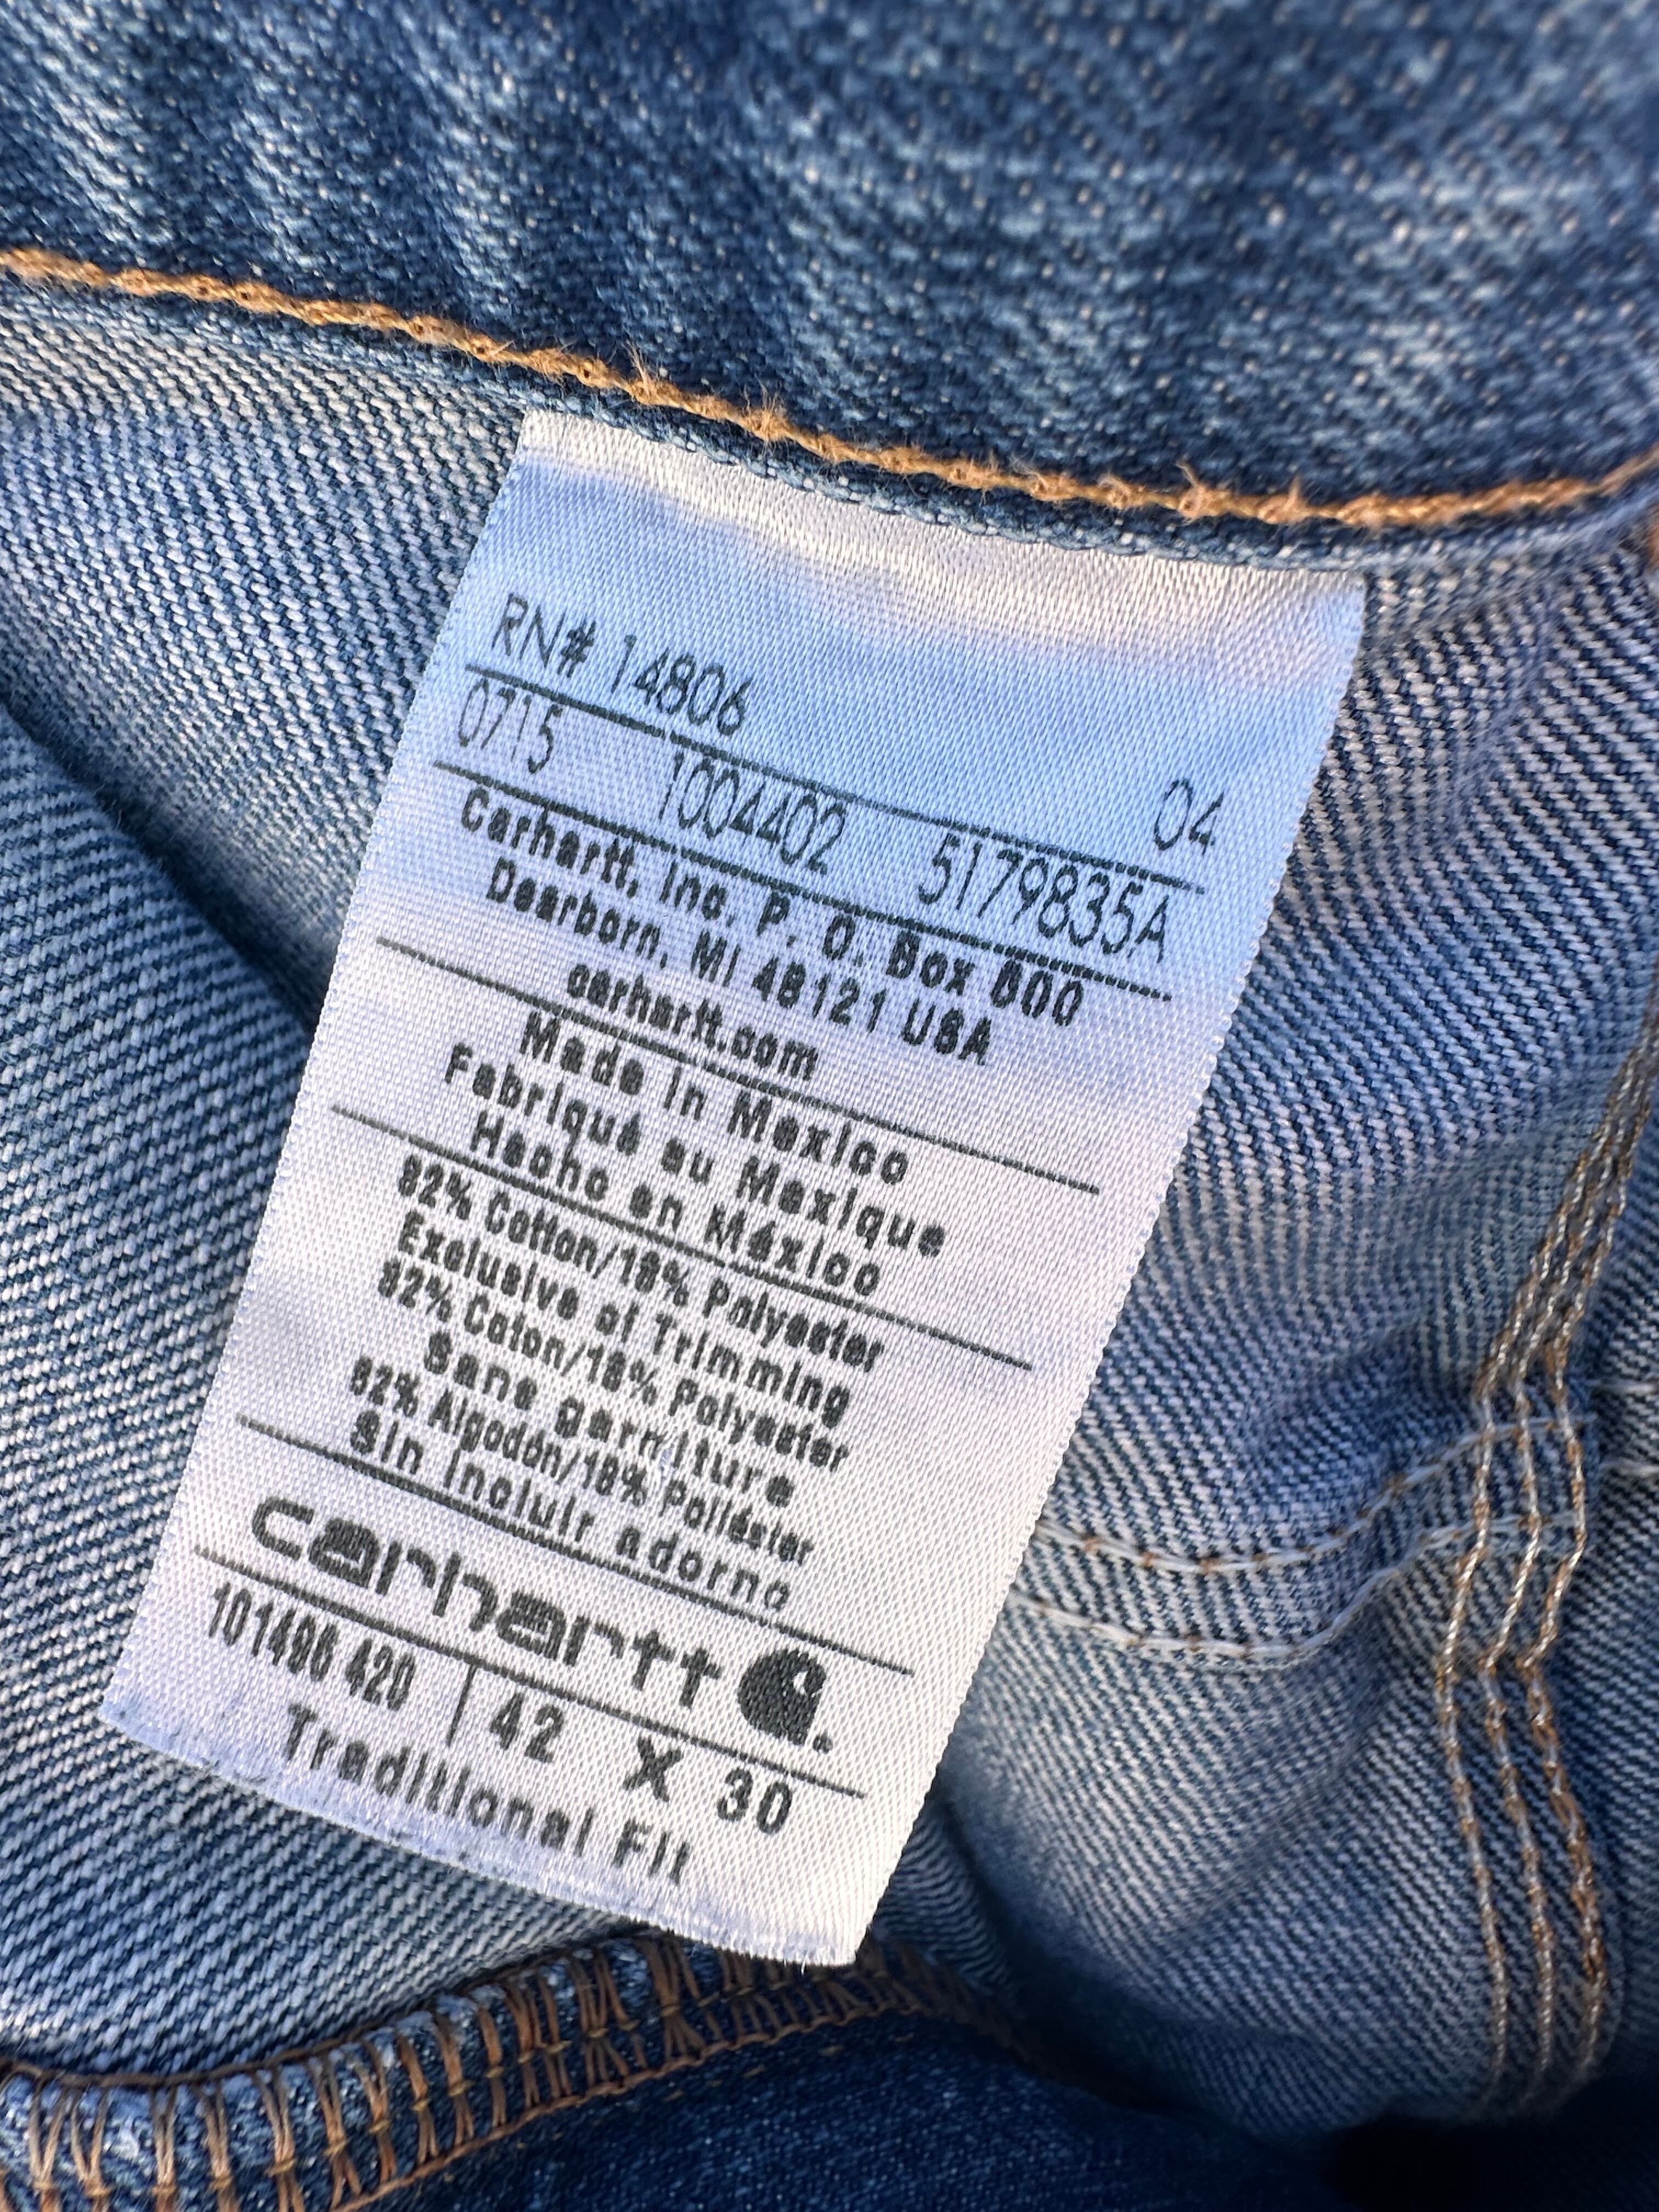 RN# 14806 04
0715 1004402 5179835A
Carhartt, Inc. P. O. Box 600
Dearborn, MI 48121 USA
carhartt.com
Made in Mexico
Fabriqué au Mexique
Hecho en México
82% Cotton/18% Polyester
Exclusive of Trimming
82% Coton/18% Polyester
Sans garniture
82% Algodón/18% Poliéster
Sin incluir adorno
carhartt
101496 420 42 X 30
Traditional Fit